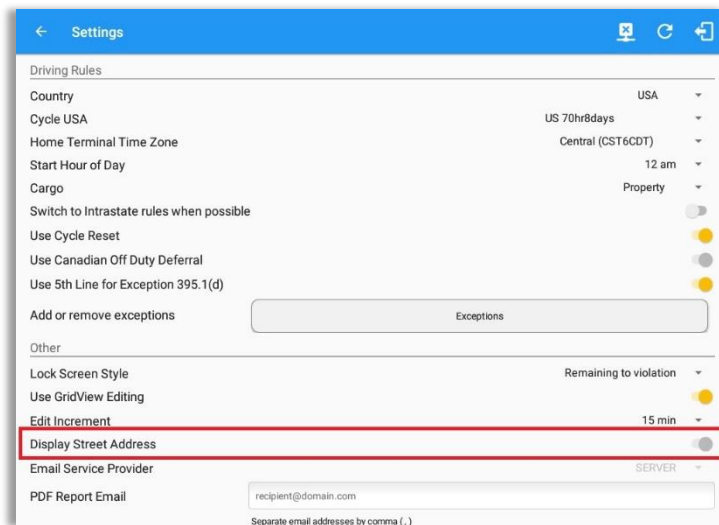 Settings
Driving Rules
Country USA
Cycle USA US 70hr8days
Home Terminal Time Zone Central (CST6CDT)
Start Hour of Day 12 am
Cargo Property
Switch to Intrastate rules when possible
Use Cycle Reset
Use Canadian Off Duty Deferral
Use 5th Line for Exception 395.1(d)
Add or remove exceptions Exceptions
Other
Lock Screen Style Remaining to violation
Use GridView Editing
Edit Increment 15 min
Display Street Address
Email Service Provider SERVER
PDF Report Email recipient@domain.com
Separate email addresses by comma ( , )